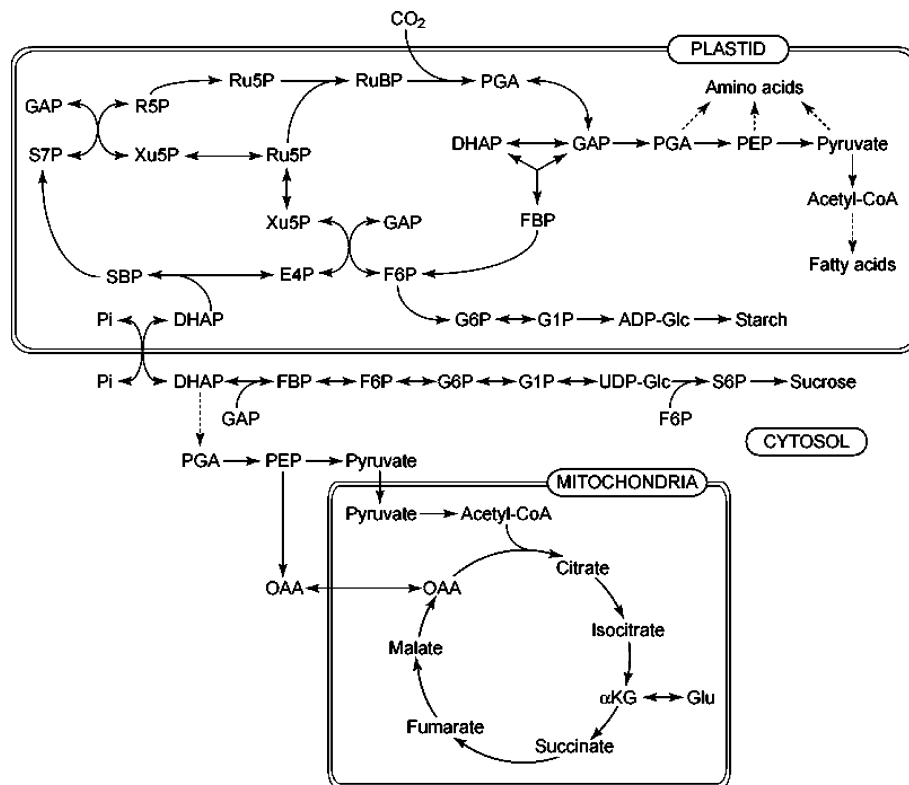 CO2
PLASTID
Ru5P RuBP PGA Amino acids
GAP R5P
DHAP GAP PGA PEP Pyruvate
S7P Xu5P Ru5P
Acetyl-CoA
Xu5P GAP FBP
Fatty acids
SBP E4P F6P
Pi DHAP G6P G1P ADP-Glc Starch
Pi DHAP FBP F6P G6P G1P UDP-Glc S6P Sucrose
GAP F6P
CYTOSOL
PGA PEP Pyruvate
MITOCHONDRIA
Pyruvate Acetyl-CoA
Citrate
OAA OAA
Isocitrate
Malate
αKG Glu
Fumarate
Succinate